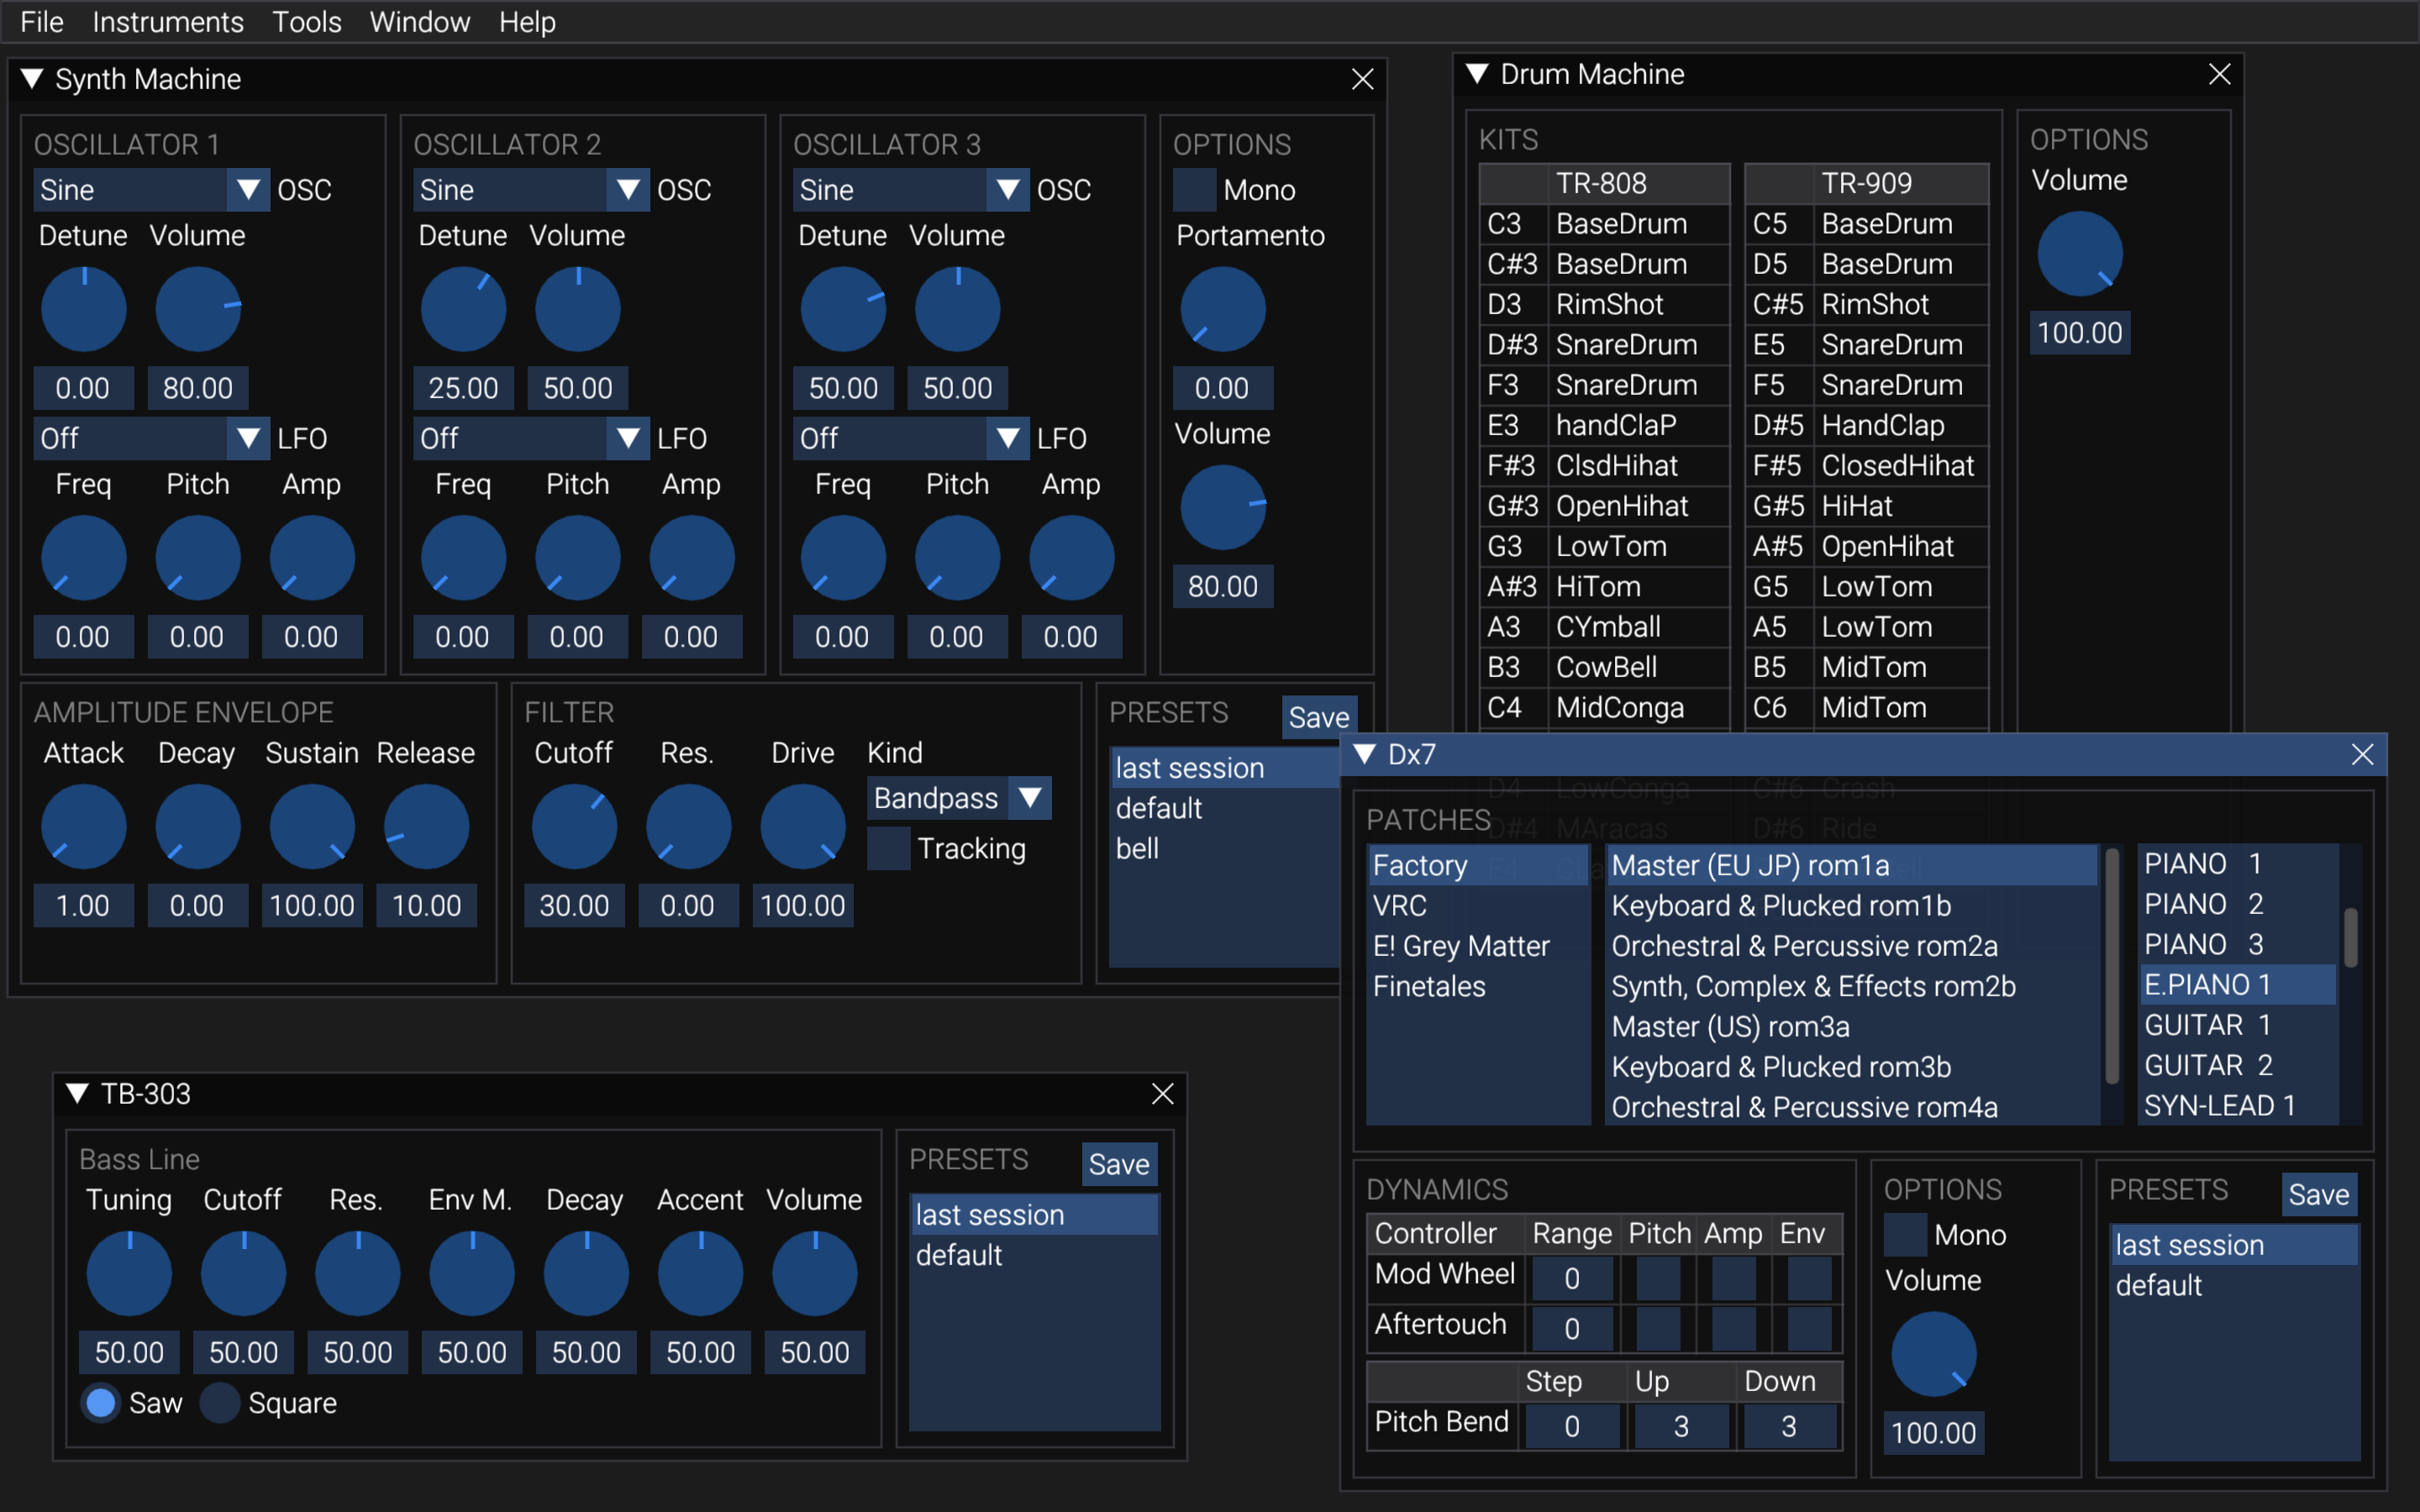 File Instruments Tools Window Help
Synth Machine
OSCILLATOR 1
Sine OSC
Detune Volume
0.00 80.00
Off LFO
Freq Pitch Amp
0.00 0.00 0.00
OSCILLATOR 2
Sine OSC
Detune Volume
25.00 50.00
Off LFO
Freq Pitch Amp
0.00 0.00 0.00
OSCILLATOR 3
Sine OSC
Detune Volume
50.00 50.00
Off LFO
Freq Pitch Amp
0.00 0.00 0.00
OPTIONS
Mono
Portamento
0.00
Volume
80.00
AMPLITUDE ENVELOPE
Attack Decay Sustain Release
1.00 0.00 100.00 10.00
FILTER
Cutoff Res. Drive Kind
Bandpass
Tracking
30.00 0.00 100.00
PRESETS Save
last session
default
bell
Drum Machine
KITS
TR-808
C3 BaseDrum
C#3 BaseDrum
D3 RimShot
D#3 SnareDrum
F3 SnareDrum
E3 handClaP
F#3 ClsdHihat
G#3 OpenHihat
G3 LowTom
A#3 HiTom
A3 CYmball
B3 CowBell
C4 MidConga
D4 LowConga
D#4 MAracas
TR-909
C5 BaseDrum
D5 BaseDrum
C#5 RimShot
E5 SnareDrum
F5 SnareDrum
D#5 HandClap
F#5 ClosedHihat
G#5 HiHat
A#5 OpenHihat
G5 LowTom
A5 LowTom
B5 MidTom
C6 MidTom
C#6 Crash
D#6 Ride
OPTIONS
Volume
100.00
Dx7
PATCHES
Factory
VRC
E! Grey Matter
Finetales
Master (EU JP) rom1a
Keyboard & Plucked rom1b
Orchestral & Percussive rom2a
Synth, Complex & Effects rom2b
Master (US) rom3a
Keyboard & Plucked rom3b
Orchestral & Percussive rom4a
PIANO 1
PIANO 2
PIANO 3
E.PIANO 1
GUITAR 1
GUITAR 2
SYN-LEAD 1
DYNAMICS
Controller Range Pitch Amp Env
Mod Wheel 0
Aftertouch 0
Step Up Down
Pitch Bend 0 3 3
OPTIONS
Mono
Volume
100.00
PRESETS Save
last session
default
TB-303
Bass Line
Tuning Cutoff Res. Env M. Decay Accent Volume
50.00 50.00 50.00 50.00 50.00 50.00 50.00
Saw Square
PRESETS Save
last session
default